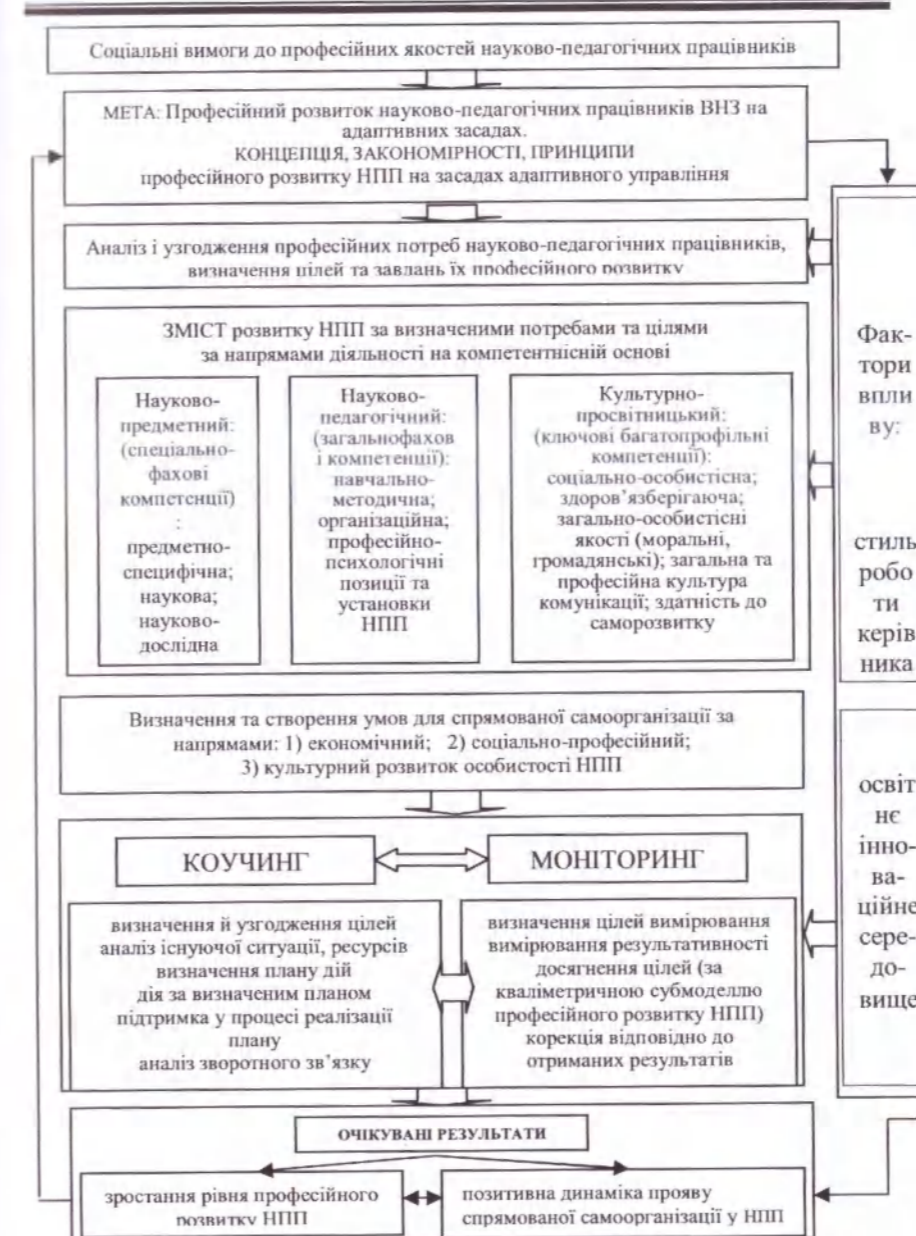 Соціальні вимоги до професійних якостей науково-педагогічних працівників
МЕТА: Професійний розвиток науково-педагогічних працівників ВНЗ на
адаптивних засадах.
КОНЦЕПЦІЯ, ЗАКОНОМІРНОСТІ, ПРИНЦИПИ
професійного розвитку НПП на засадах адаптивного управління
Аналіз і узгодження професійних потреб науково-педагогічних працівників,
визначення цілей та завдань їх професійного розвитку
ЗМІСТ розвитку НПП за визначеними потребами та цілями
за напрямами діяльності на компетентнісній основі
Науково-
предметний:
(спеціально-
фахові
компетенції)
:
предметно-
специфічна;
наукова;
науково-
дослідна
Науково-
педагогічний:
(загальнофахов
і компетенції):
навчально-
методична;
організаційна;
професійно-
психологічні
позиції та
установки
НПП
Культурно-
просвітницький:
(ключові багатопрофільні
компетенції):
соціально-особистісна;
здоров’язберігаюча;
загально-особистісні
якості (моральні,
громадянські); загальна та
професійна культура
комунікації; здатність до
саморозвитку
Визначення та створення умов для спрямованої самоорганізації за
напрямами: 1) економічний; 2) соціально-професійний;
3) культурний розвиток особистості НПП
КОУЧИНГ
МОНІТОРИНГ
визначення й узгодження цілей
аналіз існуючої ситуації, ресурсів
визначення плану дій
дія за визначеним планом
підтримка у процесі реалізації
плану
аналіз зворотного зв’язку
визначення цілей вимірювання
вимірювання результативності
досягнення цілей (за
кваліметричною субмоделлю
професійного розвитку НПП)
корекція відповідно до
отриманих результатів
ОЧІКУВАНІ РЕЗУЛЬТАТИ
зростання рівня професійного
розвитку НПП
позитивна динаміка прояву
спрямованої самоорганізації у НПП
Фак-
тори
впли
ву:
стиль
робо
ти
керів
ника
освіт
нє
інно-
ва-
ційне
сере-
до-
вище